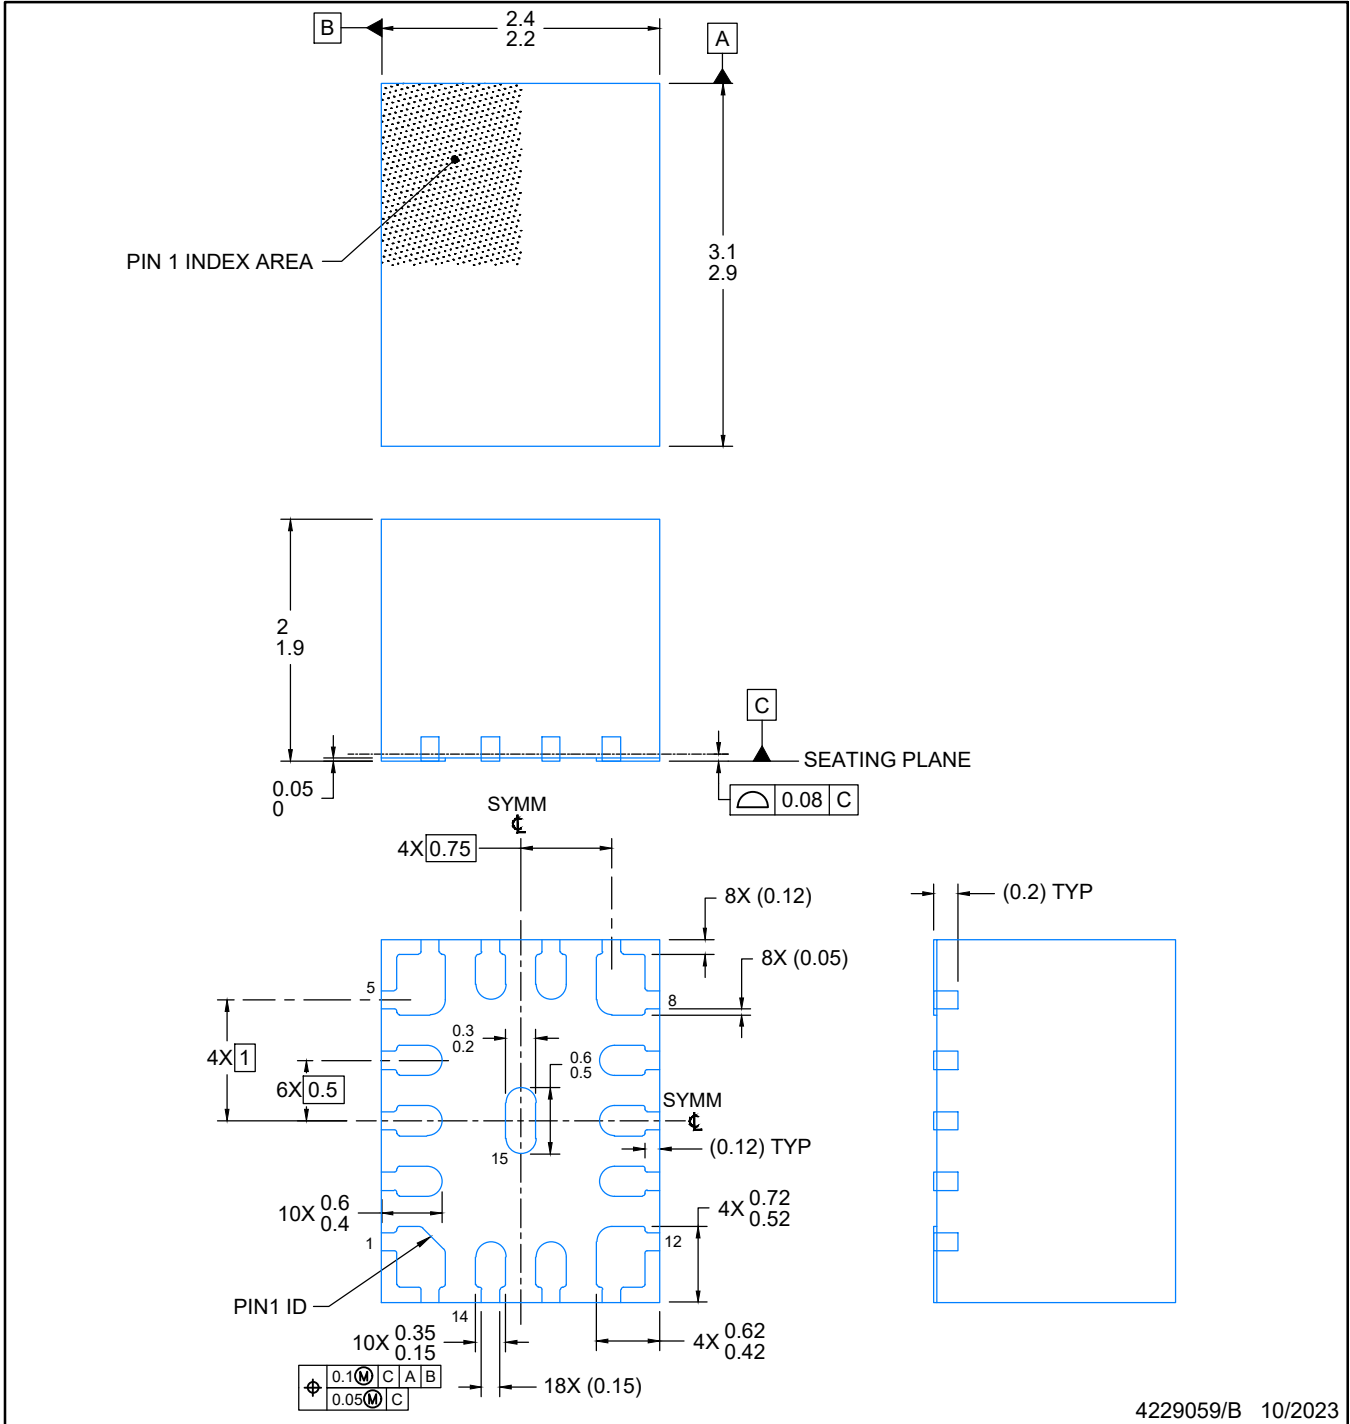 B
2.4
2.2
A
PIN 1 INDEX AREA
3.1
2.9
2
1.9
C
SEATING PLANE
0.05
0
0.08 C
SYMM
4X 0.75
(0.2) TYP
8X (0.12)
8X (0.05)
5
8
0.3
0.2
0.6
0.5
4X 1
6X 0.5
SYMM
15
(0.12) TYP
10X 0.6
0.4
4X 0.72
0.52
1
12
PIN1 ID
14
10X 0.35
0.15
4X 0.62
0.42
0.1 M C A B
0.05 M C
18X (0.15)
4229059/B 10/2023